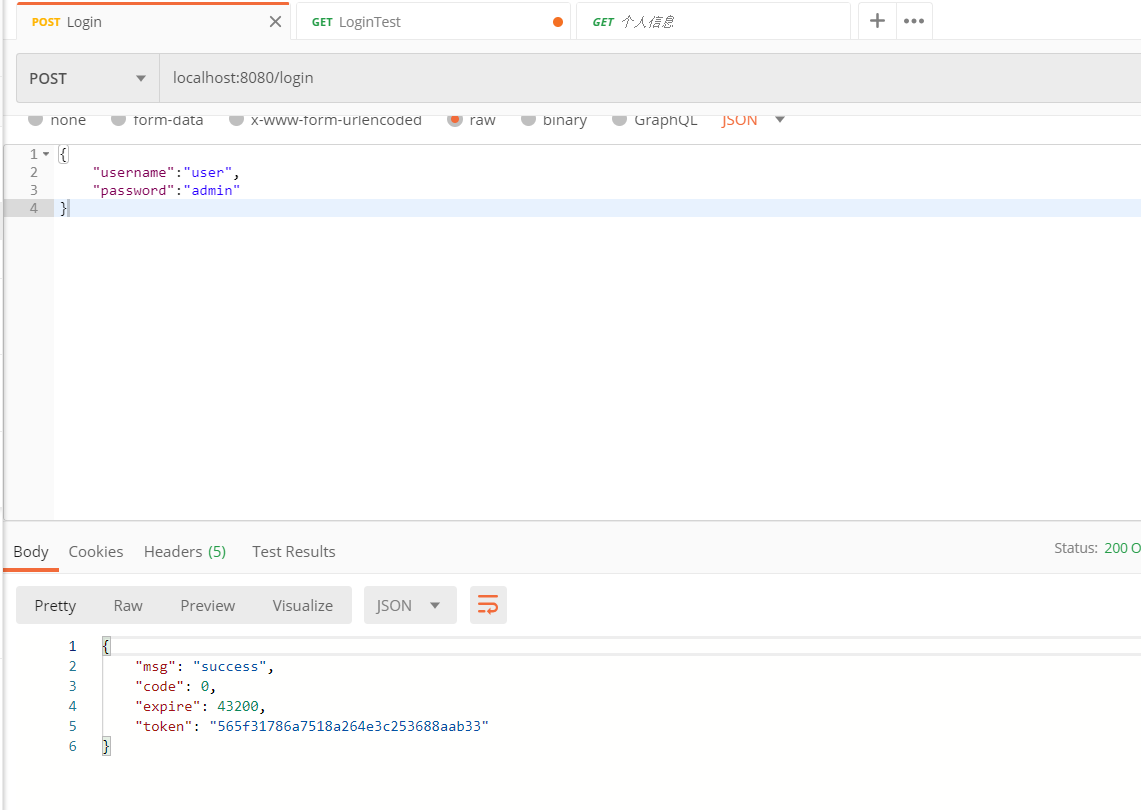 POST Login GET LoginTest GET 个人信息
POST localhost:8080/login
none form-data x-www-form-urlencoded raw binary GraphQL JSON
1 {
2 "username":"user",
3 "password":"admin"
4 }
Body Cookies Headers (5) Test Results Status: 200 O
Pretty Raw Preview Visualize JSON
1 {
2 "msg": "success",
3 "code": 0,
4 "expire": 43200,
5 "token": "565f31786a7518a264e3c253688aab33"
6 }